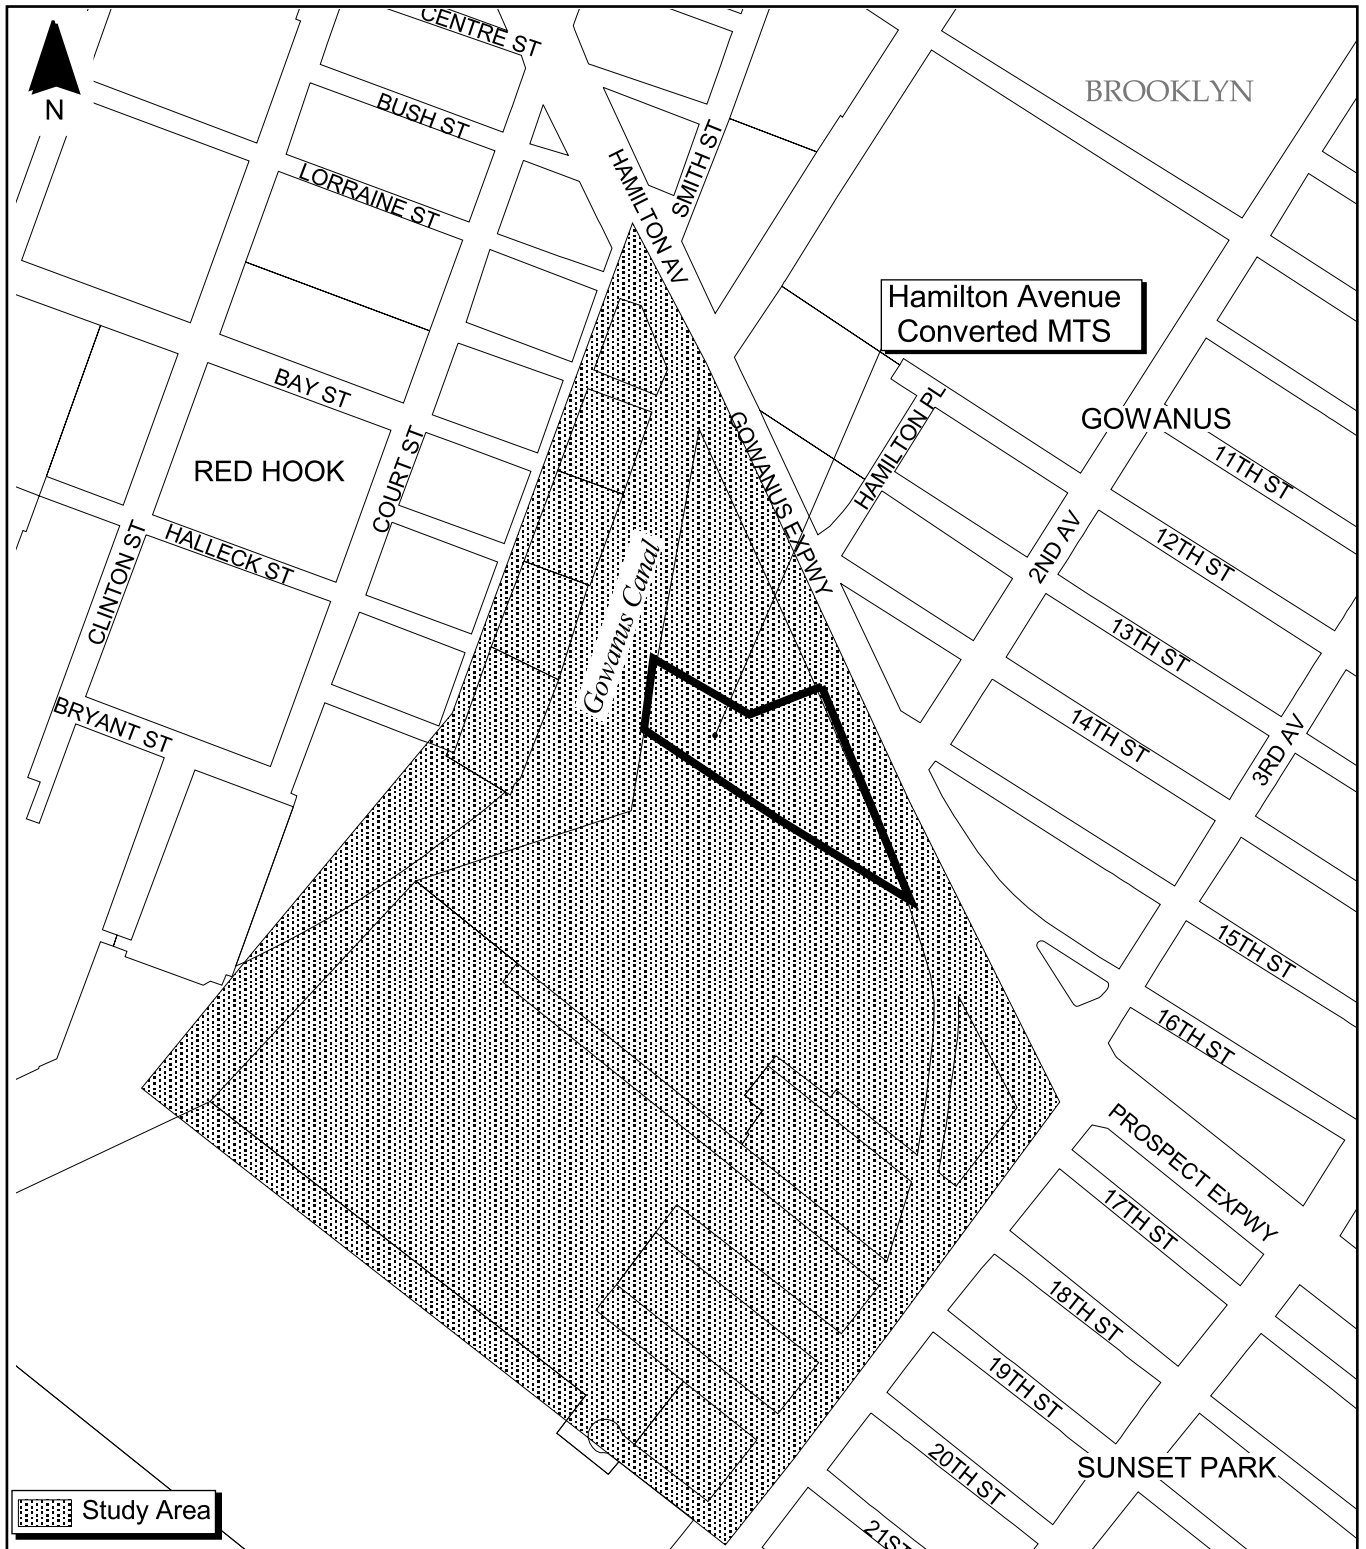 CENTRE ST
BROOKLYN
N
BUSH ST
SMITH ST
HAMILTON AV
LORRAINE ST
Hamilton Avenue
Converted MTS
BAY ST
HAMILTON PL
GOWANUS
GOWANUS EXPWY
RED HOOK
COURT ST
11TH ST
CLINTON ST
HALLECK ST
Gowanus Canal
2ND AV
12TH ST
13TH ST
BRYANT ST
14TH ST
3RD AV
15TH ST
16TH ST
PROSPECT EXPWY
17TH ST
18TH ST
19TH ST
20TH ST
SUNSET PARK
Study Area
21ST